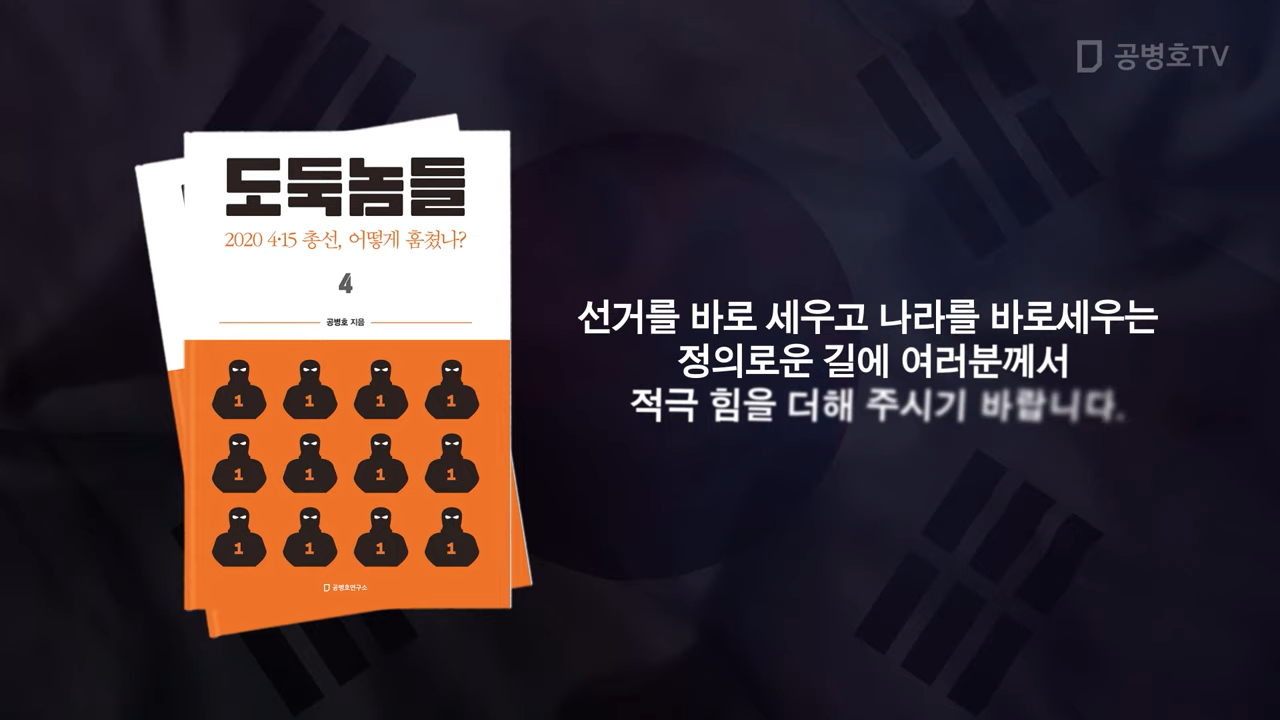 공병호TV
도둑놈들
2020 4·15 총선, 어떻게 훔쳤나?
4
공병호 지음
1 1 1 1
1 1 1 1
1 1 1 1
공병호연구소
선거를 바로 세우고 나라를 바로세우는
정의로운 길에 여러분께서
적극 힘을 더해 주시기 바랍니다.